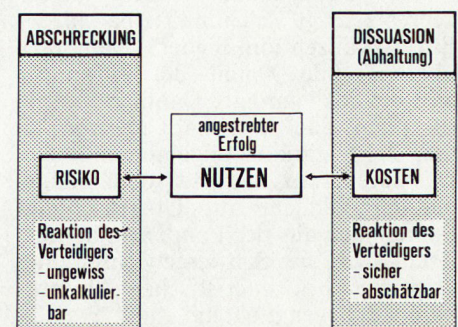 ABSCHRECKUNG
DISSUASION
(Abhaltung)
angestrebter
Erfolg
RISIKO
NUTZEN
KOSTEN
Reaktion des
Verteidigers
- ungewiss
- unkalkulier-
bar
Reaktion des
Verteidigers
- sicher
- abschätzbar